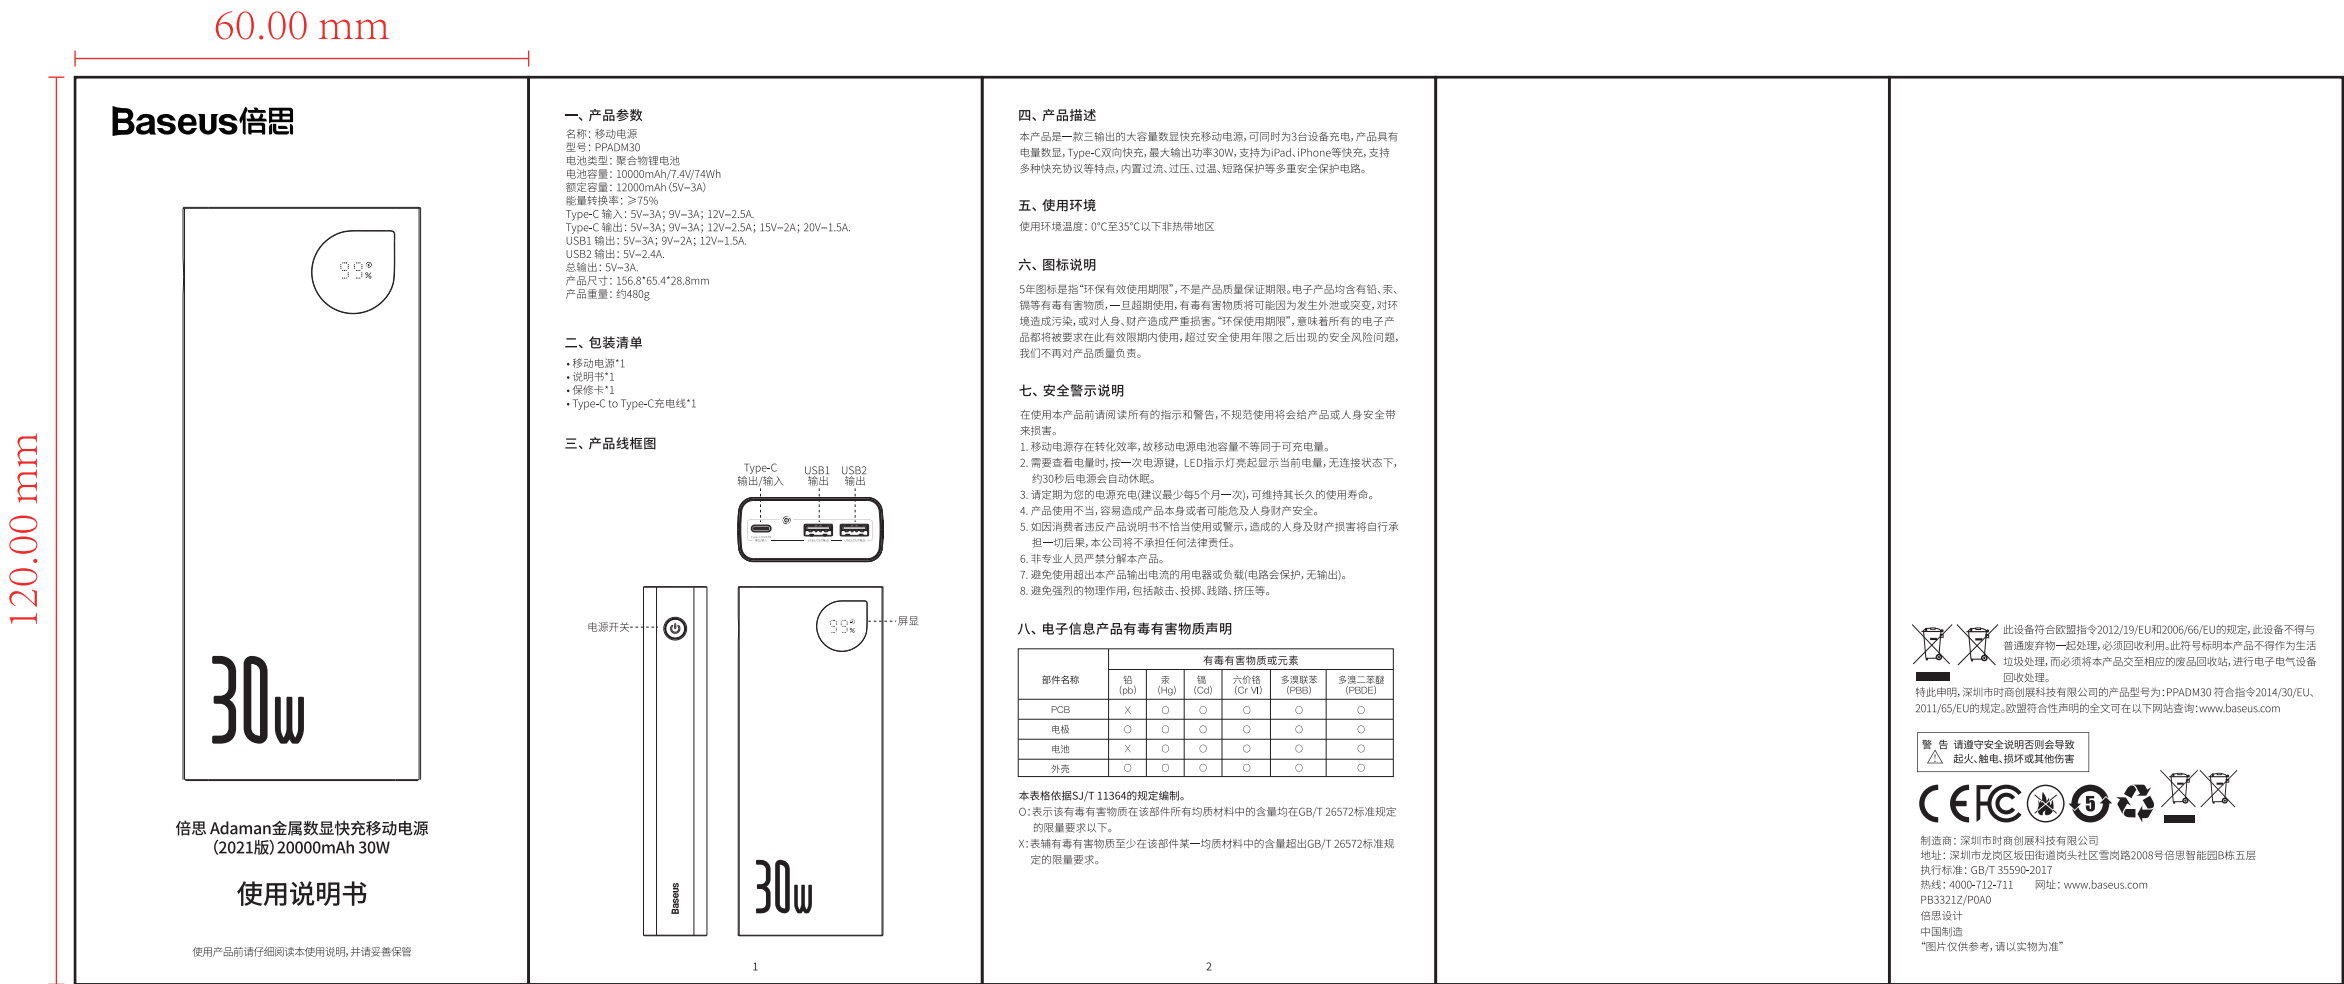 60.00 mm
120.00 mm
Baseus倍思
99%
30w
倍思 Adaman金属数显快充移动电源
(2021版) 20000mAh 30W
使用说明书
使用产品前请仔细阅读本使用说明,并请妥善保管
一、产品参数
名称: 移动电源
型号: PPADM30
电池类型: 聚合物锂电池
电池容量: 10000mAh/7.4V/74Wh
额定容量: 12000mAh (5V⎓3A)
能量转换率: ≥75%
Type-C 输入: 5V⎓3A; 9V⎓3A; 12V⎓2.5A.
Type-C 输出: 5V⎓3A; 9V⎓3A; 12V⎓2.5A; 15V⎓2A; 20V⎓1.5A.
USB1 输出: 5V⎓3A; 9V⎓2A; 12V⎓1.5A.
USB2 输出: 5V⎓2.4A.
总输出: 5V⎓3A.
产品尺寸: 156.8*65.4*28.8mm
产品重量: 约480g
二、包装清单
• 移动电源*1
• 说明书*1
• 保修卡*1
• Type-C to Type-C充电线*1
三、产品线框图
Type-C
输出/输入
USB1
输出
USB2
输出
电源开关
屏显
99%
Baseus
30w
1
四、产品描述
本产品是一款三输出的大容量数显快充移动电源,可同时为3台设备充电,产品具有
电量数显,Type-C双向快充,最大输出功率30W,支持为iPad、iPhone等快充,支持
多种快充协议等特点,内置过流、过压、过温、短路保护等多重安全保护电路。
五、使用环境
使用环境温度: 0℃至35℃以下非热带地区
六、图标说明
5年图标是指“环保有效使用期限”,不是产品质量保证期限。电子产品均含有铅、汞、
镉等有毒有害物质,一旦超期使用,有毒有害物质将可能因为发生外泄或突变,对环
境造成污染,或对人身、财产造成严重损害。“环保使用期限”,意味着所有的电子产
品都将被要求在此有效限期内使用,超过安全使用年限之后出现的安全风险问题,
我们不再对产品质量负责。
七、安全警示说明
在使用本产品前请阅读所有的指示和警告,不规范使用将会给产品或人身安全带
来损害。
1. 移动电源存在转化效率,故移动电源电池容量不等同于可充电量。
2. 需要查看电量时,按一次电源键, LED指示灯亮起显示当前电量,无连接状态下,
约30秒后电源会自动休眠。
3. 请定期为您的电源充电(建议最少每5个月一次),可维持其长久的使用寿命。
4. 产品使用不当,容易造成产品本身或者可能危及人身财产安全。
5. 如因消费者违反产品说明书不恰当使用或警示,造成的人身及财产损害将自行承
担一切后果,本公司将不承担任何法律责任。
6. 非专业人员严禁分解本产品。
7. 避免使用超出本产品输出电流的用电器或负载(电路会保护,无输出)。
8. 避免强烈的物理作用,包括敲击、投掷、践踏、挤压等。
八、电子信息产品有毒有害物质声明
部件名称 有毒有害物质或元素
铅 汞 镉 六价铬 多溴联苯 多溴二苯醚
(pb) (Hg) (Cd) (Cr Ⅵ) (PBB) (PBDE)
PCB X O O O O O
电极 O O O O O O
电池 X O O O O O
外壳 O O O O O O
本表格依据SJ/T 11364的规定编制。
O: 表示该有毒有害物质在该部件所有均质材料中的含量均在GB/T 26572标准规定
的限量要求以下。
X: 表辅有毒有害物质至少在该部件某一均质材料中的含量超出GB/T 26572标准规
定的限量要求。
2
此设备符合欧盟指令2012/19/EU和2006/66/EU的规定,此设备不得与
普通废弃物一起处理,必须回收利用。此符号标明本产品不得作为生活
垃圾处理,而必须将本产品交至相应的废品回收站,进行电子电气设备
回收处理。
特此申明,深圳市时商创展科技有限公司的产品型号为: PPADM30 符合指令2014/30/EU、
2011/65/EU的规定。欧盟符合性声明的全文可在以下网站查询: www.baseus.com
警 告 请遵守安全说明否则会导致
起火、触电、损坏或其他伤害
CE FC 5
制造商: 深圳市时商创展科技有限公司
地址: 深圳市龙岗区坂田街道岗头社区雪岗路2008号倍思智能园B栋五层
执行标准: GB/T 35590-2017
热线: 4000-712-711 网址: www.baseus.com
PB3321Z/P0A0
倍思设计
中国制造
“图片仅供参考,请以实物为准”